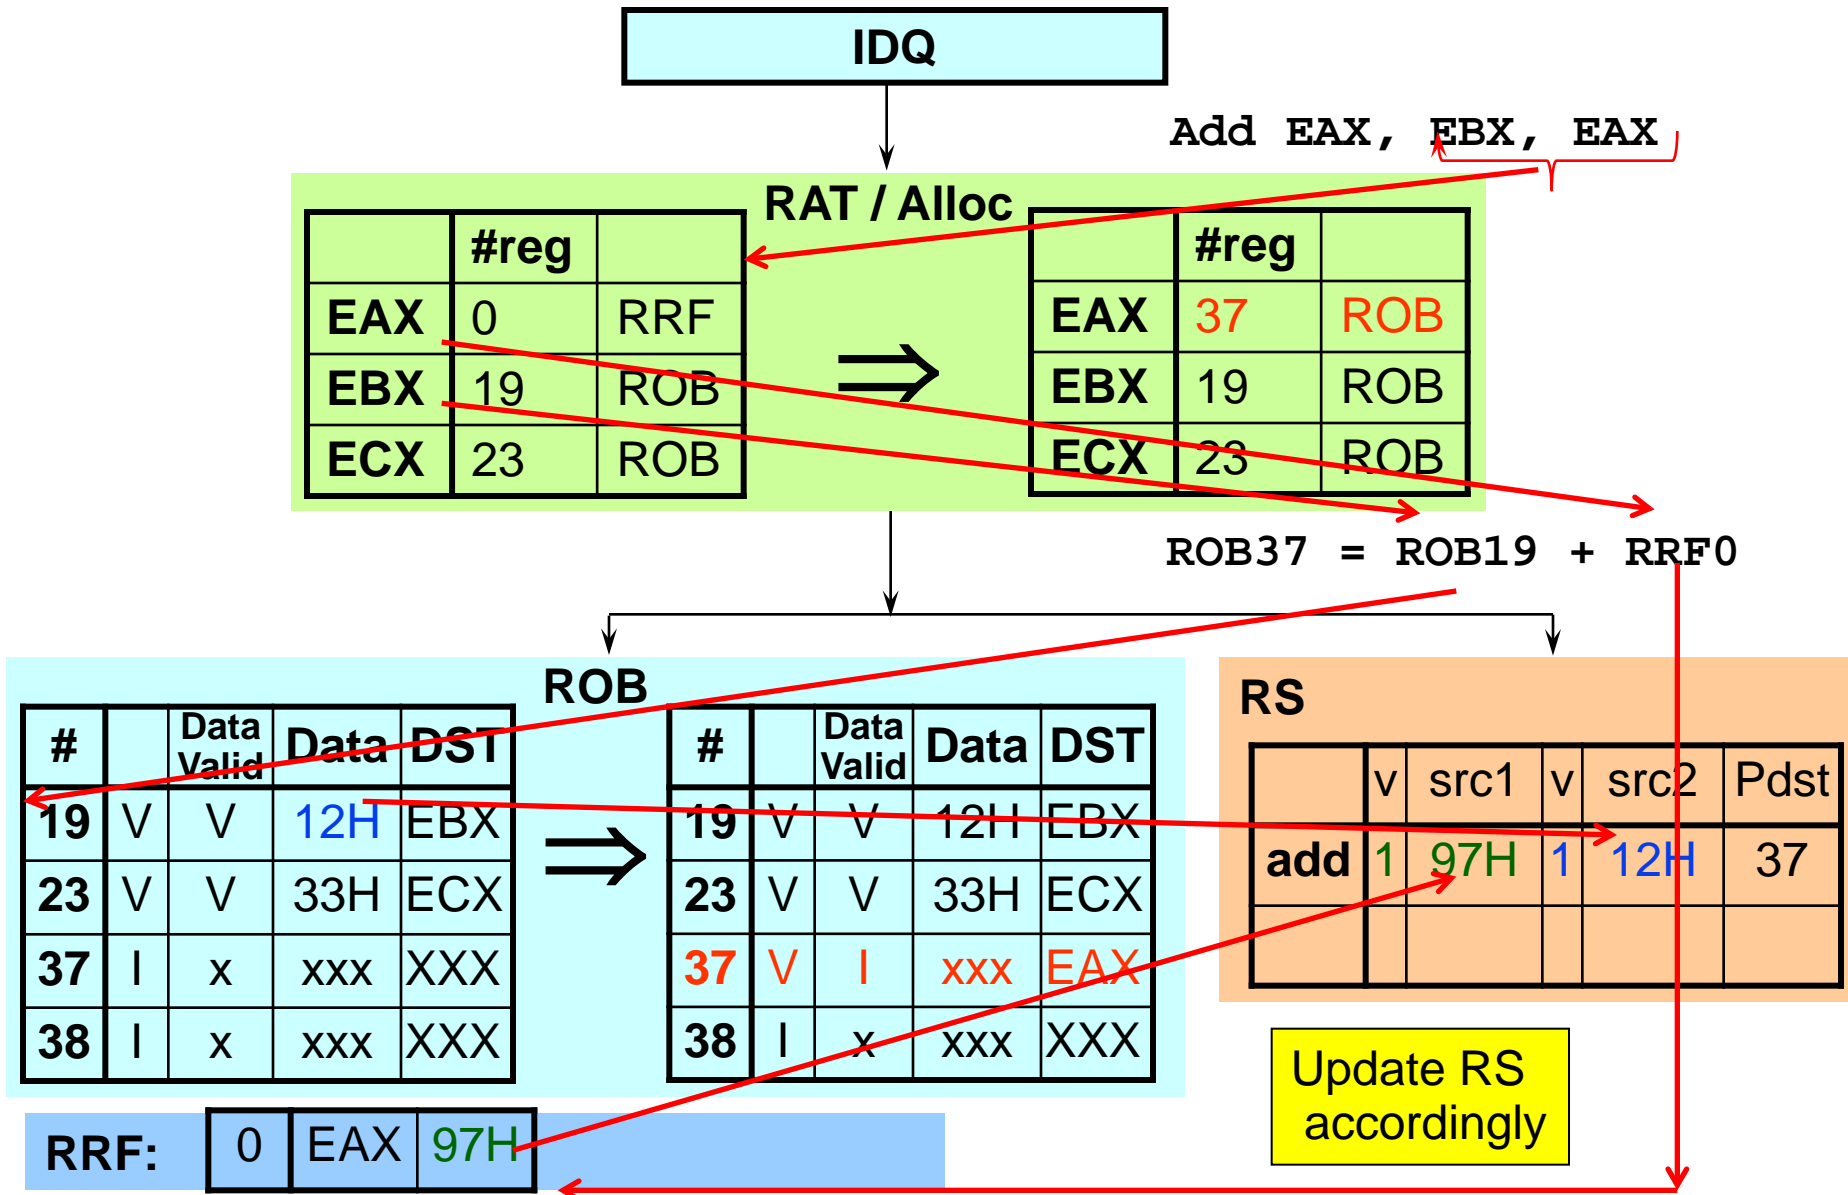 IDQ
Add EAX, EBX, EAX
RAT / Alloc
#reg
EAX 0 RRF
EBX 19 ROB
ECX 23 ROB
⇒
#reg
EAX 37 ROB
EBX 19 ROB
ECX 23 ROB
ROB37 = ROB19 + RRF0
ROB
# Data Valid Data DST
19 V V 12H EBX
23 V V 33H ECX
37 I x xxx XXX
38 I x xxx XXX
⇒
# Data Valid Data DST
19 V V 12H EBX
23 V V 33H ECX
37 V I xxx EAX
38 I x xxx XXX
RS
v src1 v src2 Pdst
add 1 97H 1 12H 37
Update RS
accordingly
RRF: 0 EAX 97H